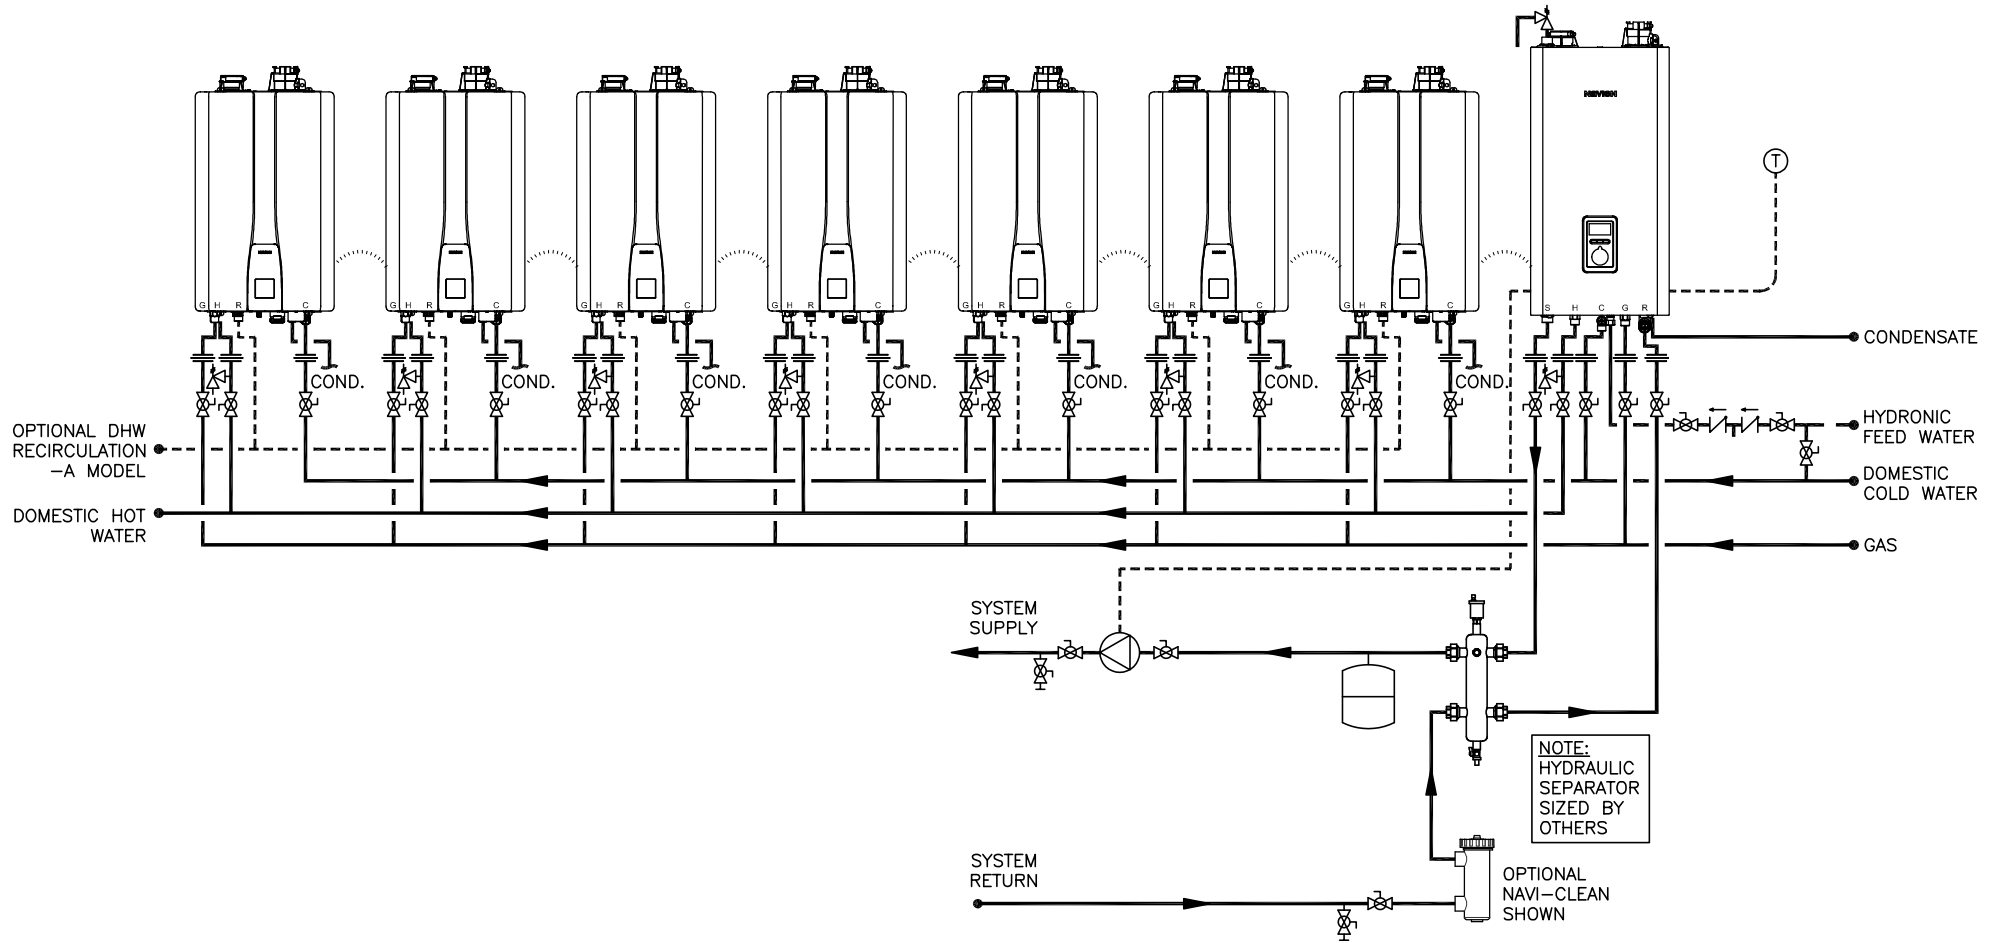 NAVIEN
T
G H R C
G H R C
G H R C
G H R C
G H R C
G H R C
G H R C
S H C G R
CONDENSATE
COND.
COND.
COND.
COND.
COND.
COND.
COND.
OPTIONAL DHW
RECIRCULATION
-A MODEL
HYDRONIC
FEED WATER
DOMESTIC
COLD WATER
DOMESTIC HOT
WATER
GAS
SYSTEM
SUPPLY
NOTE:
HYDRAULIC
SEPARATOR
SIZED BY
OTHERS
SYSTEM
RETURN
OPTIONAL
NAVI-CLEAN
SHOWN